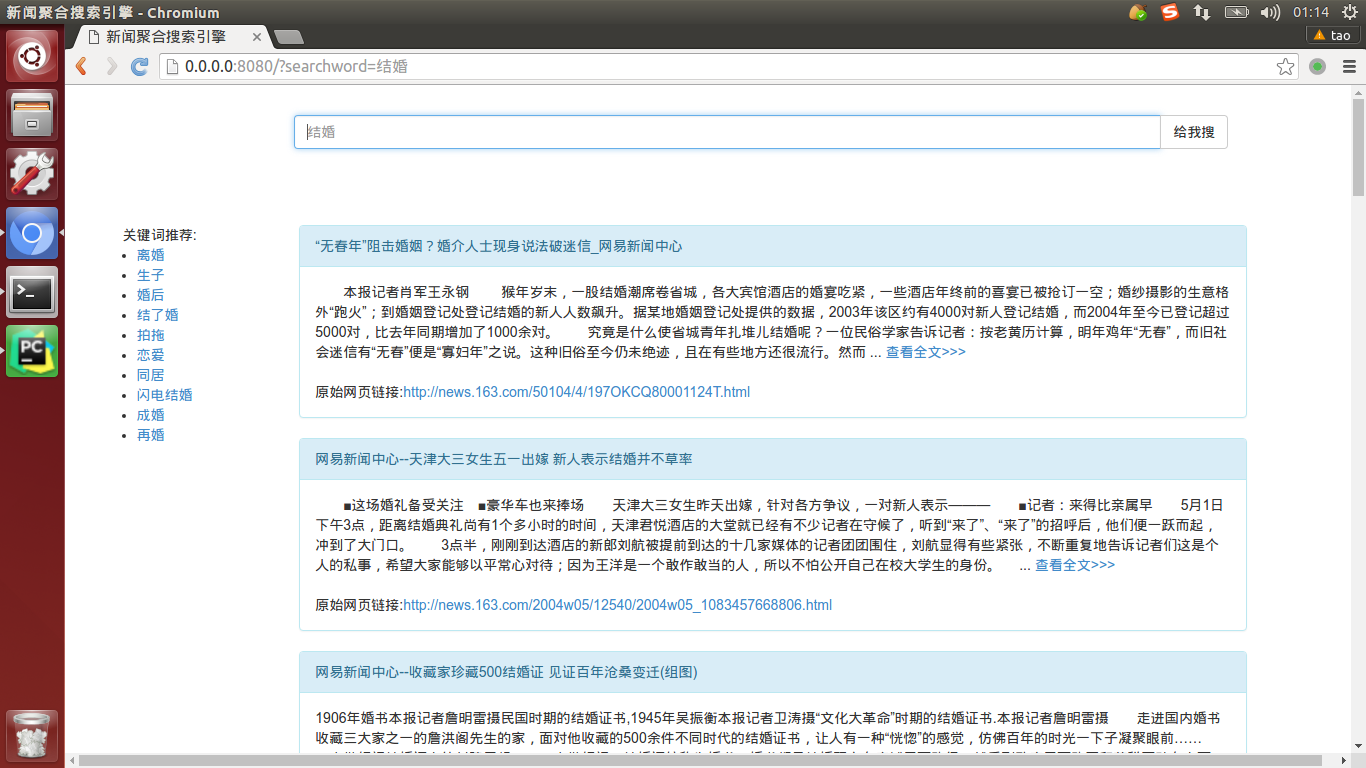 新闻聚合搜索引擎 - Chromium
01:14
新闻聚合搜索引擎
tao
0.0.0.0:8080/?searchword=结婚
结婚
给我搜
关键词推荐:
离婚
生子
婚后
结了婚
拍拖
恋爱
同居
闪电结婚
成婚
再婚
“无春年”阻击婚姻？婚介人士现身说法破迷信_网易新闻中心
本报记者肖军王永钢　　猴年岁末，一股结婚潮席卷省城，各大宾馆酒店的婚宴吃紧，一些酒店年终前的喜宴已被抢订一空；婚纱摄影的生意格
外“跑火”；到婚姻登记处登记结婚的新人人数飙升。据某地婚姻登记处提供的数据，2003年该区约有4000对新人登记结婚，而2004年至今已登记超过
5000对，比去年同期增加了1000余对。　　究竟是什么使省城青年扎堆儿结婚呢？一位民俗学家告诉记者：按老黄历计算，明年鸡年“无春”，而旧社
会迷信有“无春”便是“寡妇年”之说。这种旧俗至今仍未绝迹，且在有些地方还很流行。然而 ... 查看全文>>>
原始网页链接:http://news.163.com/50104/4/197OKCQ80001124T.html
网易新闻中心--天津大三女生五一出嫁 新人表示结婚并不草率
■这场婚礼备受关注　■豪华车也来捧场　　天津大三女生昨天出嫁，针对各方争议，一对新人表示———　　■记者：来得比亲属早　　5月1日
下午3点，距离结婚典礼尚有1个多小时的时间，天津君悦酒店的大堂就已经有不少记者在守候了，听到“来了”、“来了”的招呼后，他们便一跃而起，
冲到了大门口。　　3点半，刚刚到达酒店的新郎刘航被提前到达的十几家媒体的记者团团围住，刘航显得有些紧张，不断重复地告诉记者们这是个
人的私事，希望大家能够以平常心对待；因为王洋是一个敢作敢当的人，所以不怕公开自己在校大学生的身份。　 ... 查看全文>>>
原始网页链接:http://news.163.com/2004w05/12540/2004w05_1083457668806.html
网易新闻中心--收藏家珍藏500结婚证 见证百年沧桑变迁(组图)
1906年婚书本报记者詹明雷摄民国时期的结婚证书,1945年吴振衡本报记者卫涛摄“文化大革命”时期的结婚证书.本报记者詹明雷摄　　走进国内婚书
收藏三大家之一的詹洪阁先生的家，面对他收藏的500余件不同时代的结婚证书，让人有一种“恍惚”的感觉，仿佛百年的时光一下子凝聚眼前……